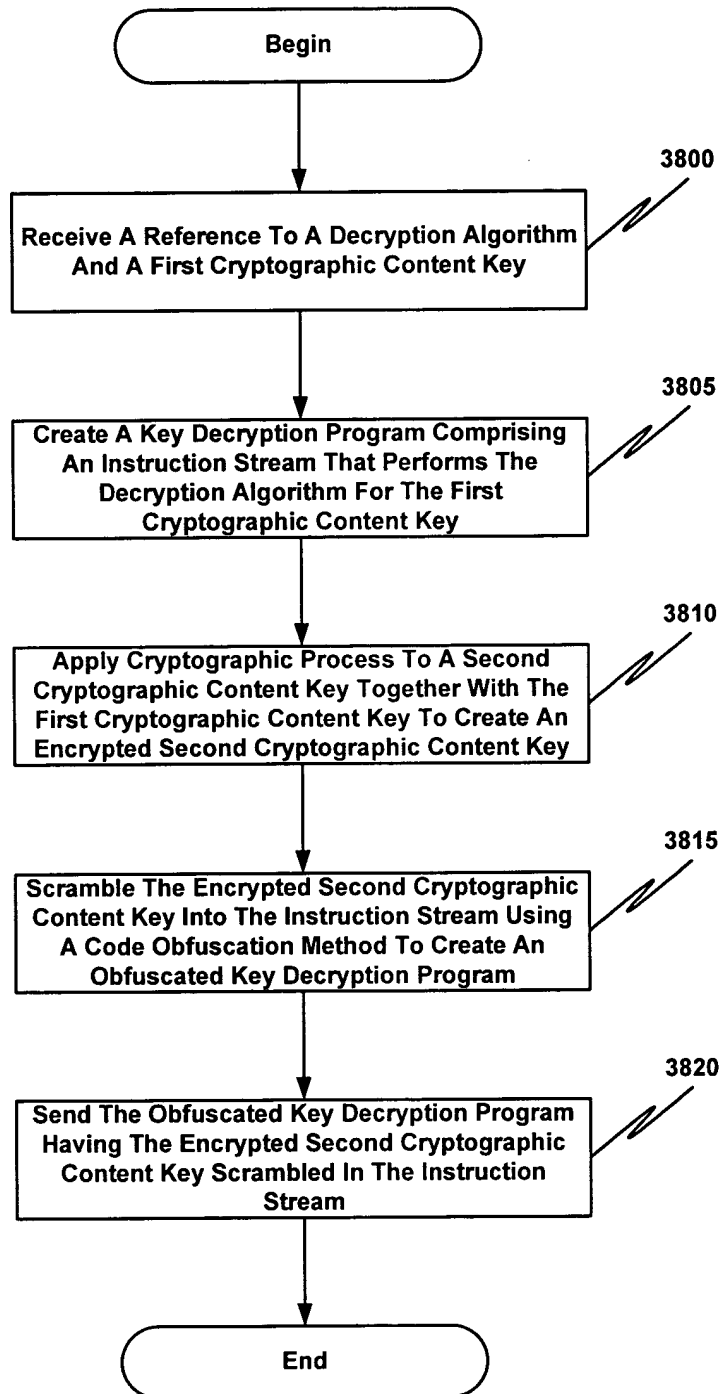 Begin
3800
Receive A Reference To A Decryption Algorithm
And A First Cryptographic Content Key
3805
Create A Key Decryption Program Comprising
An Instruction Stream That Performs The
Decryption Algorithm For The First
Cryptographic Content Key
3810
Apply Cryptographic Process To A Second
Cryptographic Content Key Together With The
First Cryptographic Content Key To Create An
Encrypted Second Cryptographic Content Key
3815
Scramble The Encrypted Second Cryptographic
Content Key Into The Instruction Stream Using
A Code Obfuscation Method To Create An
Obfuscated Key Decryption Program
3820
Send The Obfuscated Key Decryption Program
Having The Encrypted Second Cryptographic
Content Key Scrambled In The Instruction
Stream
End